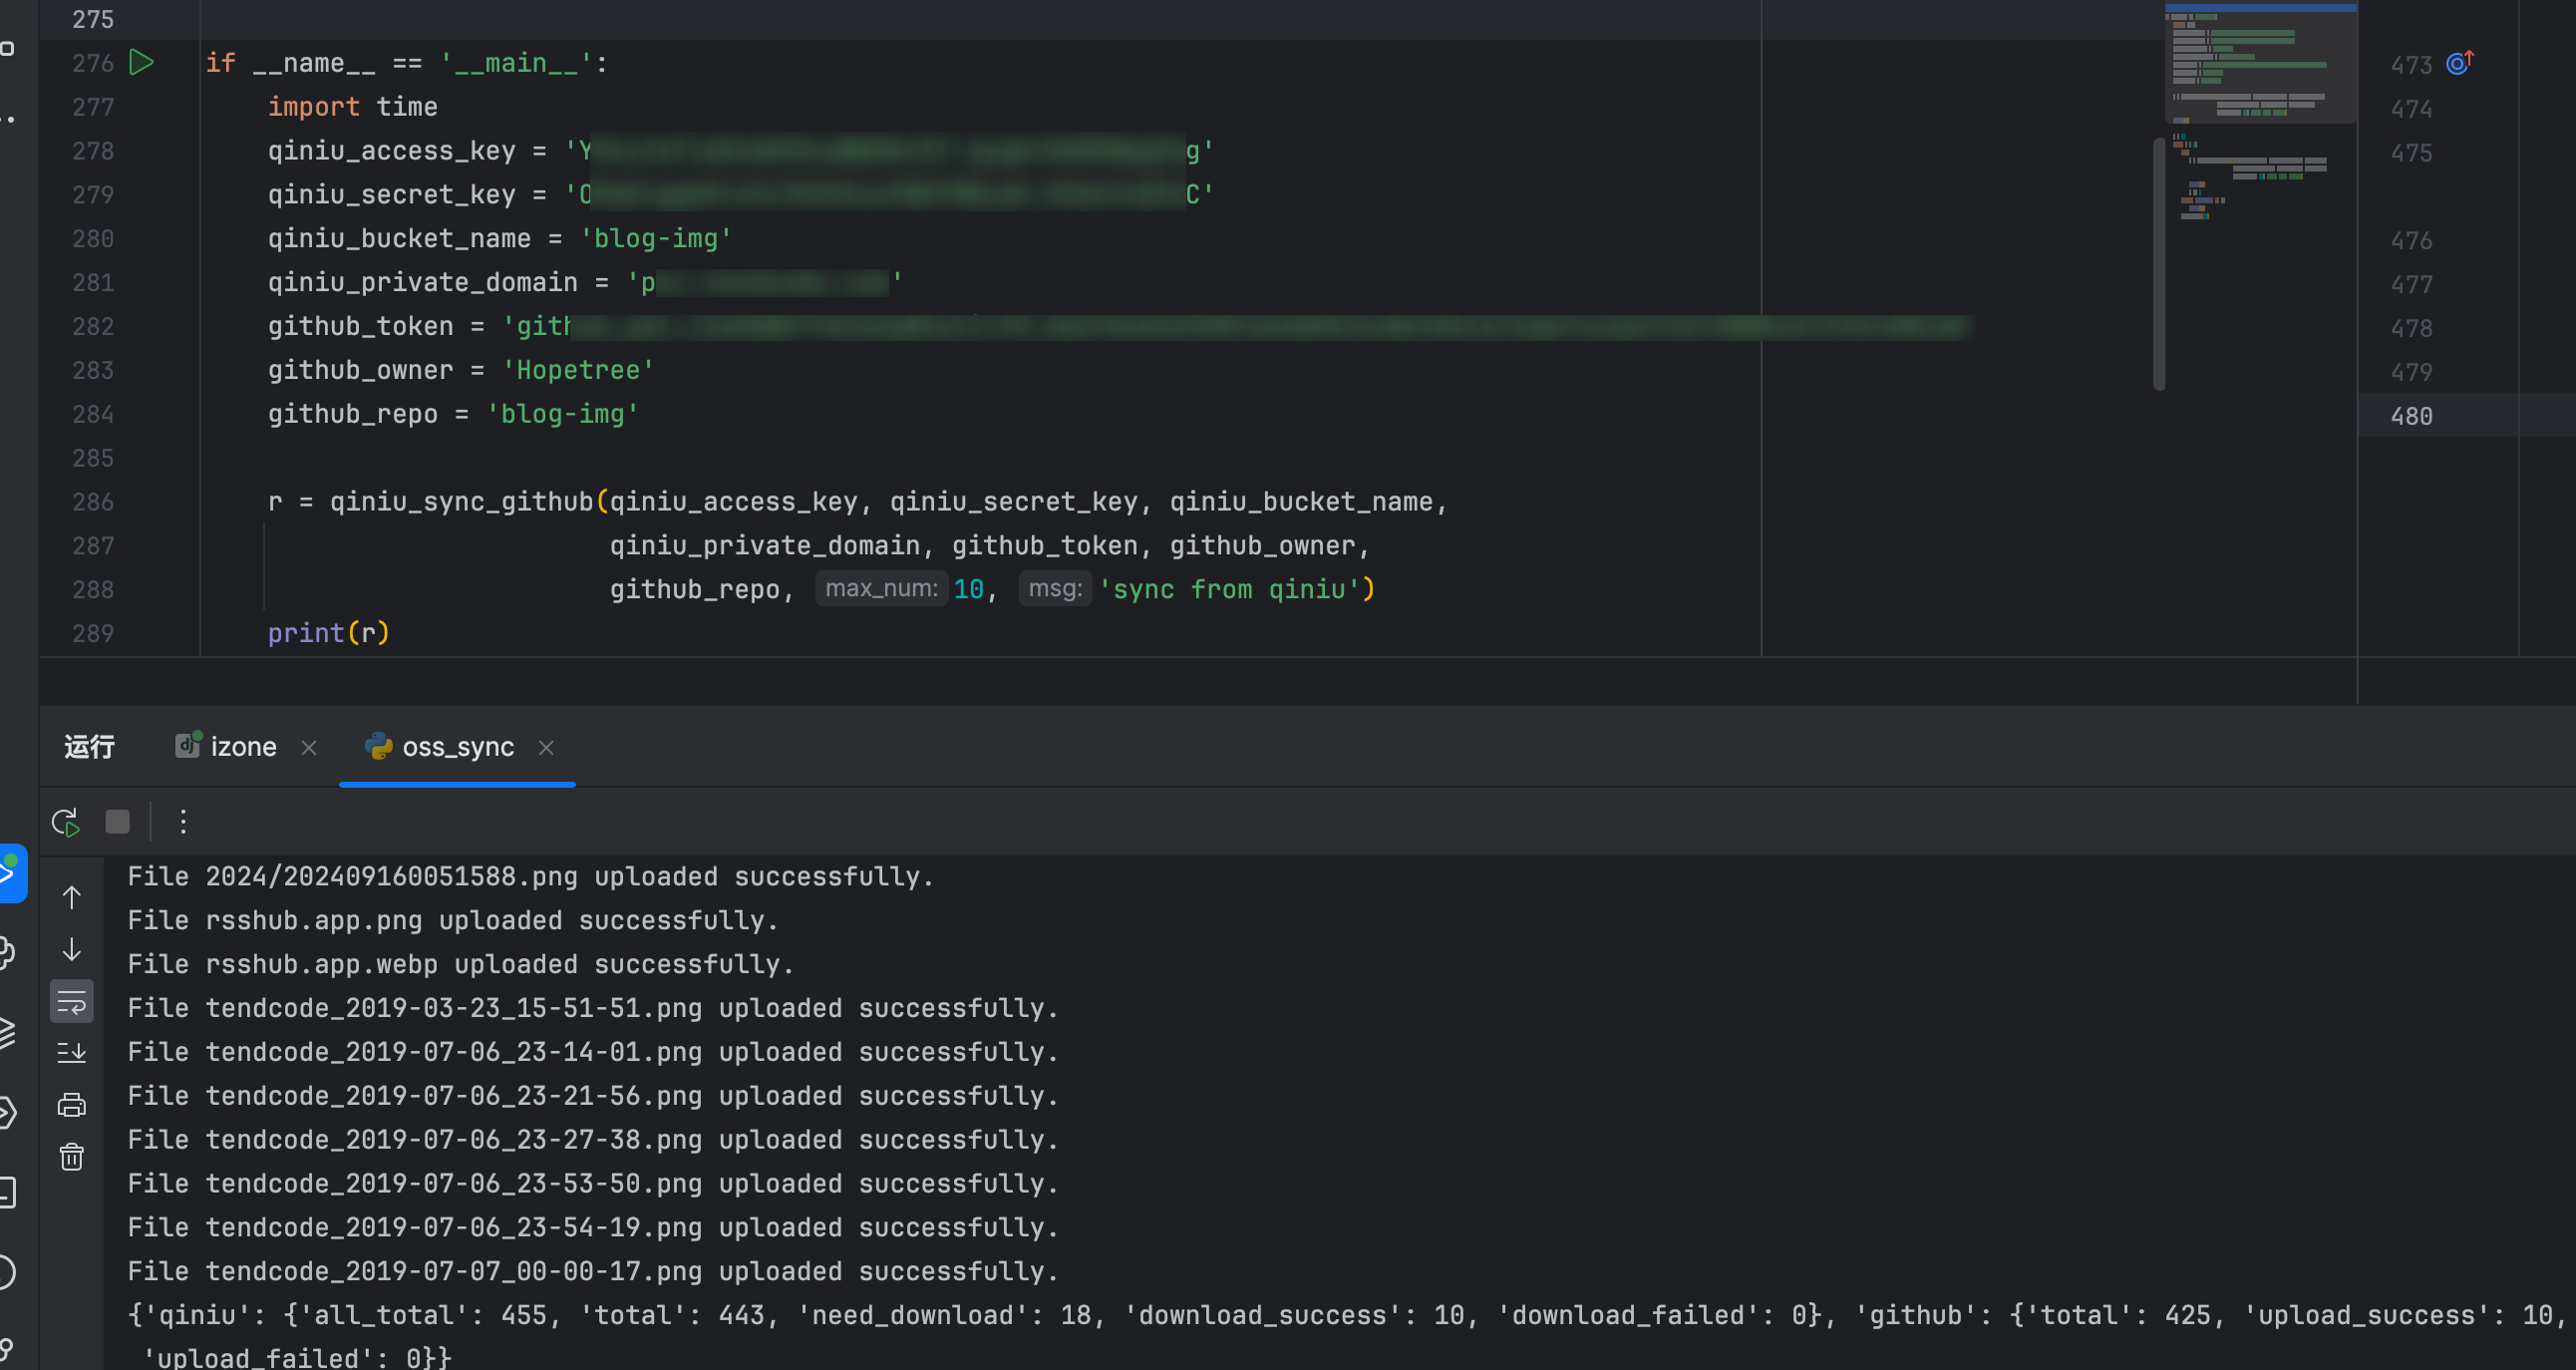 275
276 if __name__ == '__main__':
277 import time
278 qiniu_access_key = 'Y g'
279 qiniu_secret_key = 'O C'
280 qiniu_bucket_name = 'blog-img'
281 qiniu_private_domain = 'p '
282 github_token = 'gith
283 github_owner = 'Hopetree'
284 github_repo = 'blog-img'
285
286 r = qiniu_sync_github(qiniu_access_key, qiniu_secret_key, qiniu_bucket_name,
287 qiniu_private_domain, github_token, github_owner,
288 github_repo, max_num: 10, msg: 'sync from qiniu')
289 print(r)
473
474
475
476
477
478
479
480
运行 izone oss_sync
File 2024/202409160051588.png uploaded successfully.
File rsshub.app.png uploaded successfully.
File rsshub.app.webp uploaded successfully.
File tendcode_2019-03-23_15-51-51.png uploaded successfully.
File tendcode_2019-07-06_23-14-01.png uploaded successfully.
File tendcode_2019-07-06_23-21-56.png uploaded successfully.
File tendcode_2019-07-06_23-27-38.png uploaded successfully.
File tendcode_2019-07-06_23-53-50.png uploaded successfully.
File tendcode_2019-07-06_23-54-19.png uploaded successfully.
File tendcode_2019-07-07_00-00-17.png uploaded successfully.
{'qiniu': {'all_total': 455, 'total': 443, 'need_download': 18, 'download_success': 10, 'download_failed': 0}, 'github': {'total': 425, 'upload_success': 10,
'upload_failed': 0}}